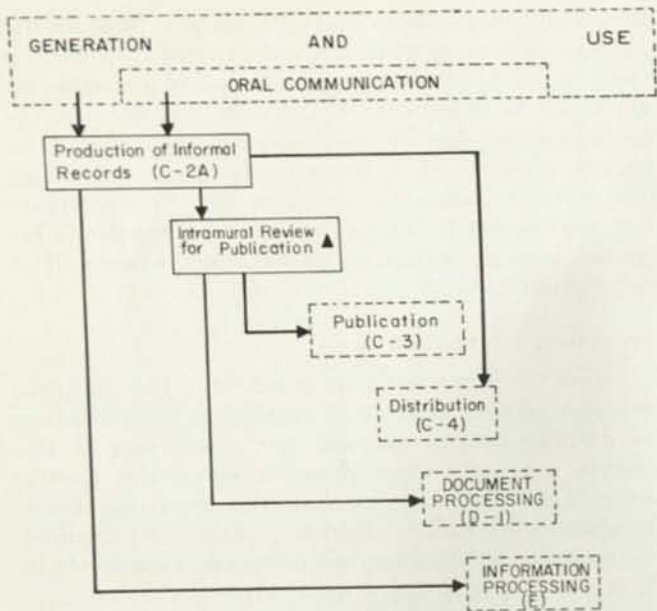 GENERATION AND USE
ORAL COMMUNICATION
Production of Informal
Records (C-2A)
Intramural Review
for Publication ▲
Publication
(C-3)
Distribution
(C-4)
DOCUMENT
PROCESSING
(D-1)
INFORMATION
PROCESSING
(E)